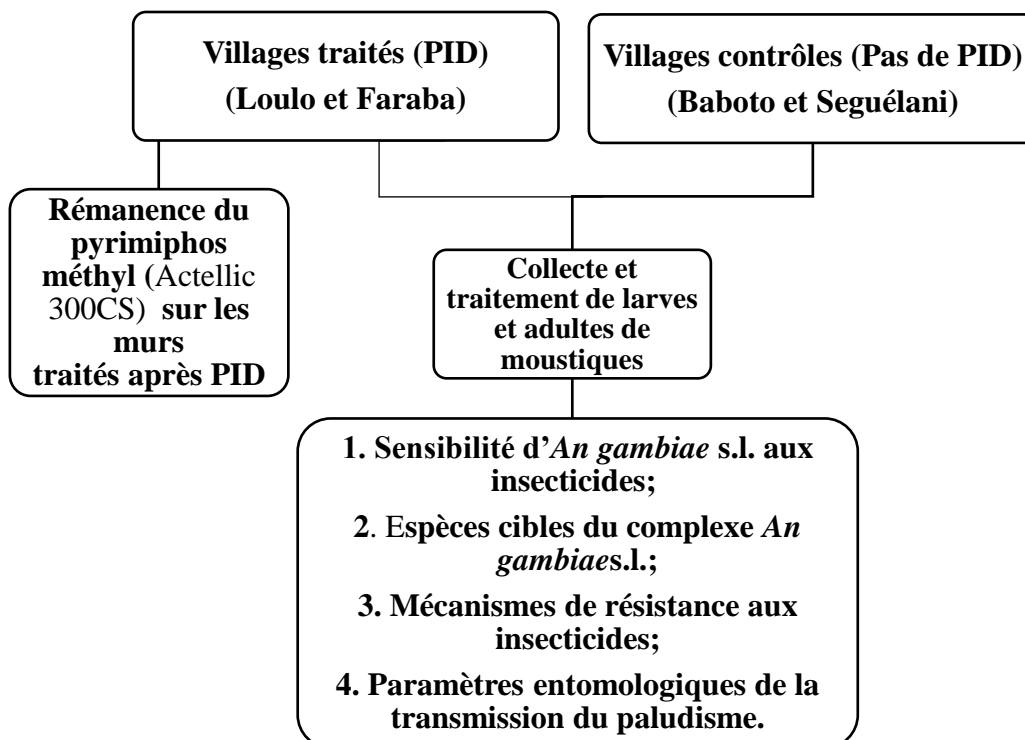 Villages traités (PID)
(Loulo et Faraba)
Villages contrôles (Pas de PID)
(Baboto et Seguélani)
Rémanence du
pyrimiphos
méthyl (Actellic
300CS) sur les
murs
traités après PID
Collecte et
traitement de larves
et adultes de
moustiques
1. Sensibilité d'An gambiae s.l. aux
insecticides;
2. Espèces cibles du complexe An
gambiaes.l.;
3. Mécanismes de résistance aux
insecticides;
4. Paramètres entomologiques de la
transmission du paludisme.